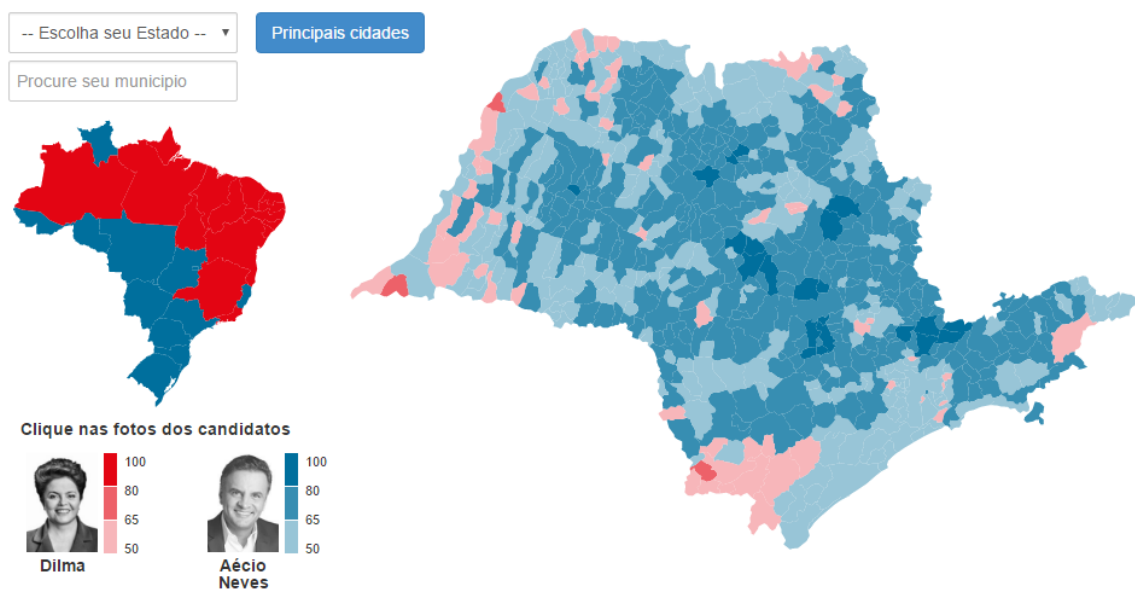 -- Escolha seu Estado --
Principais cidades
Procure seu municipio
Clique nas fotos dos candidatos
100
80
65
50
Dilma
100
80
65
50
Aécio
Neves